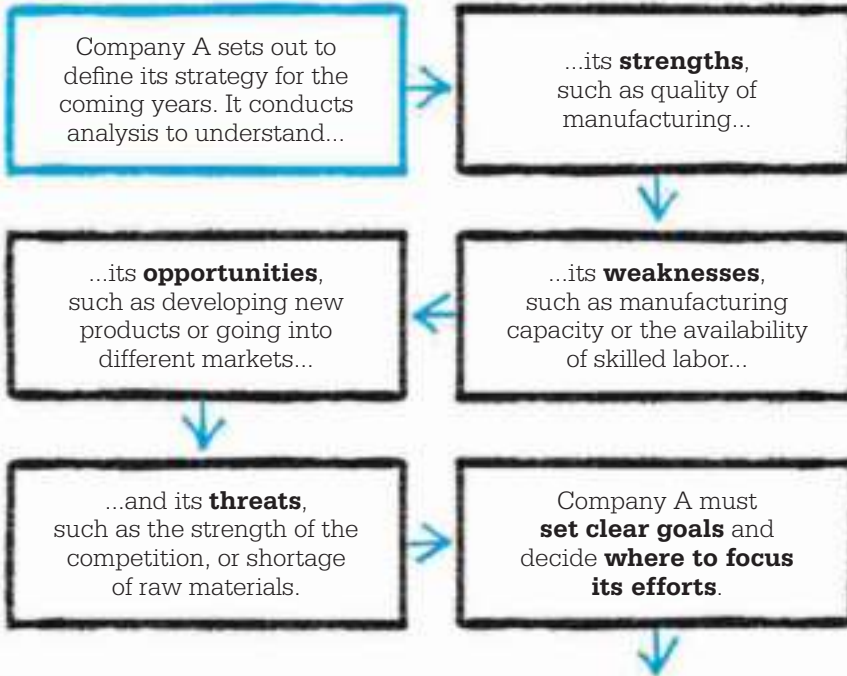 Company A sets out to
define its strategy for the
coming years. It conducts
analysis to understand...
...its strengths,
such as quality of
manufacturing...
...its weaknesses,
such as manufacturing
capacity or the availability
of skilled labor...
...its opportunities,
such as developing new
products or going into
different markets...
...and its threats,
such as the strength of the
competition, or shortage
of raw materials.
Company A must
set clear goals and
decide where to focus
its efforts.